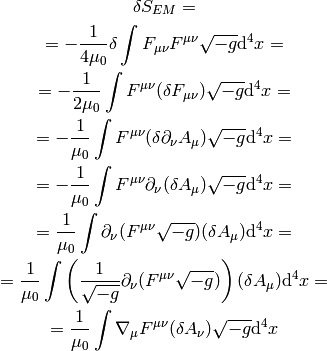 δS_{EM} =
= -\frac{1}{4μ_0} δ ∫ F_{μν}F^{μν} \sqrt{-g} d^4x =
= -\frac{1}{2μ_0} ∫ F^{μν}(δF_{μν}) \sqrt{-g} d^4x =
= -\frac{1}{μ_0} ∫ F^{μν}(δ∂_νA_μ) \sqrt{-g} d^4x =
= -\frac{1}{μ_0} ∫ F^{μν}∂_ν(δA_μ) \sqrt{-g} d^4x =
= \frac{1}{μ_0} ∫ ∂_ν(F^{μν}\sqrt{-g})(δA_μ) d^4x =
= \frac{1}{μ_0} ∫ \left( \frac{1}{\sqrt{-g}} ∂_ν(F^{μν}\sqrt{-g}) \right) (δA_μ) d^4x =
= \frac{1}{μ_0} ∫ ∇_μF^{μν}(δA_ν) \sqrt{-g} d^4x